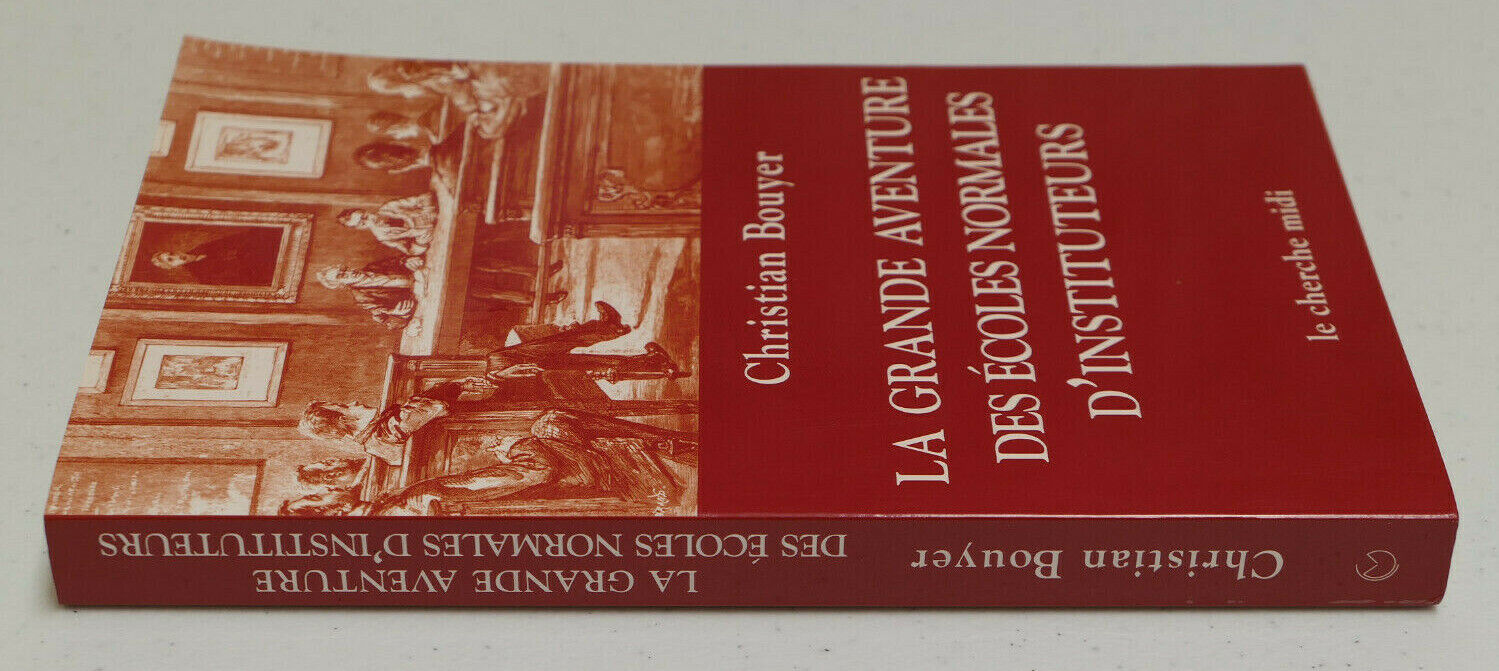 Christian Bouyer
LA GRANDE AVENTURE
DES ÉCOLES NORMALES
D'INSTITUTEURS
le cherche midi
LA GRANDE AVENTURE
DES ÉCOLES NORMALES D'INSTITUTEURS
Christian Bouyer